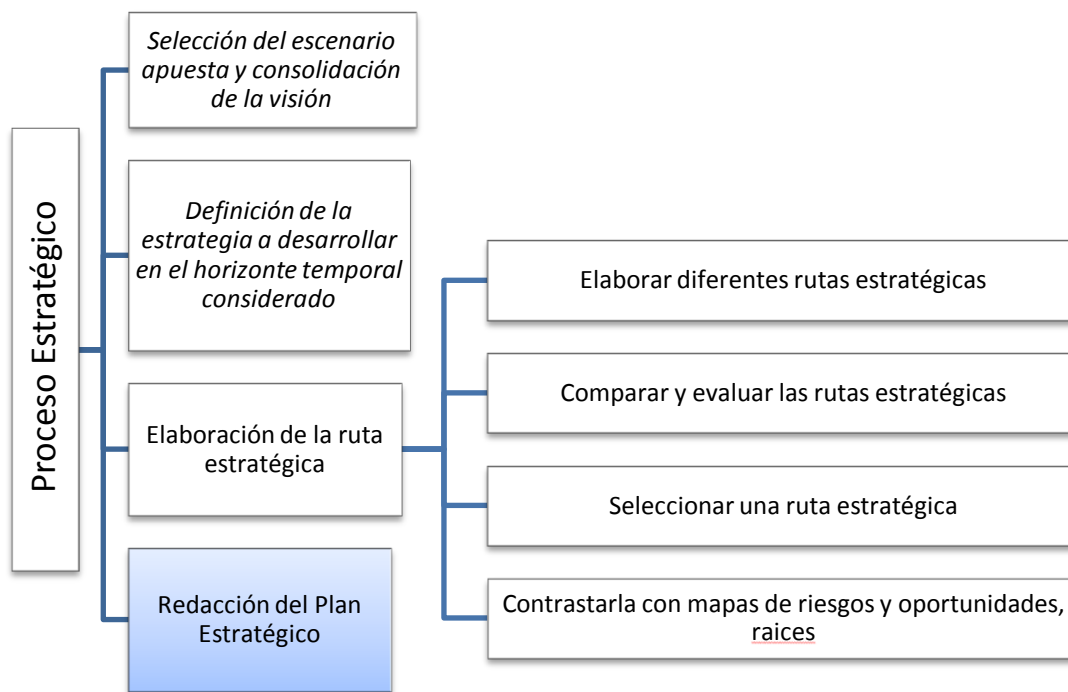 Proceso Estratégico
Selección del escenario
apuesta y consolidación
de la visión
Definición de la
estrategia a desarrollar
en el horizonte temporal
considerado
Elaboración de la ruta
estratégica
Redacción del Plan
Estratégico
Elaborar diferentes rutas estratégicas
Comparar y evaluar las rutas estratégicas
Seleccionar una ruta estratégica
Contrastarla con mapas de riesgos y oportunidades,
raices